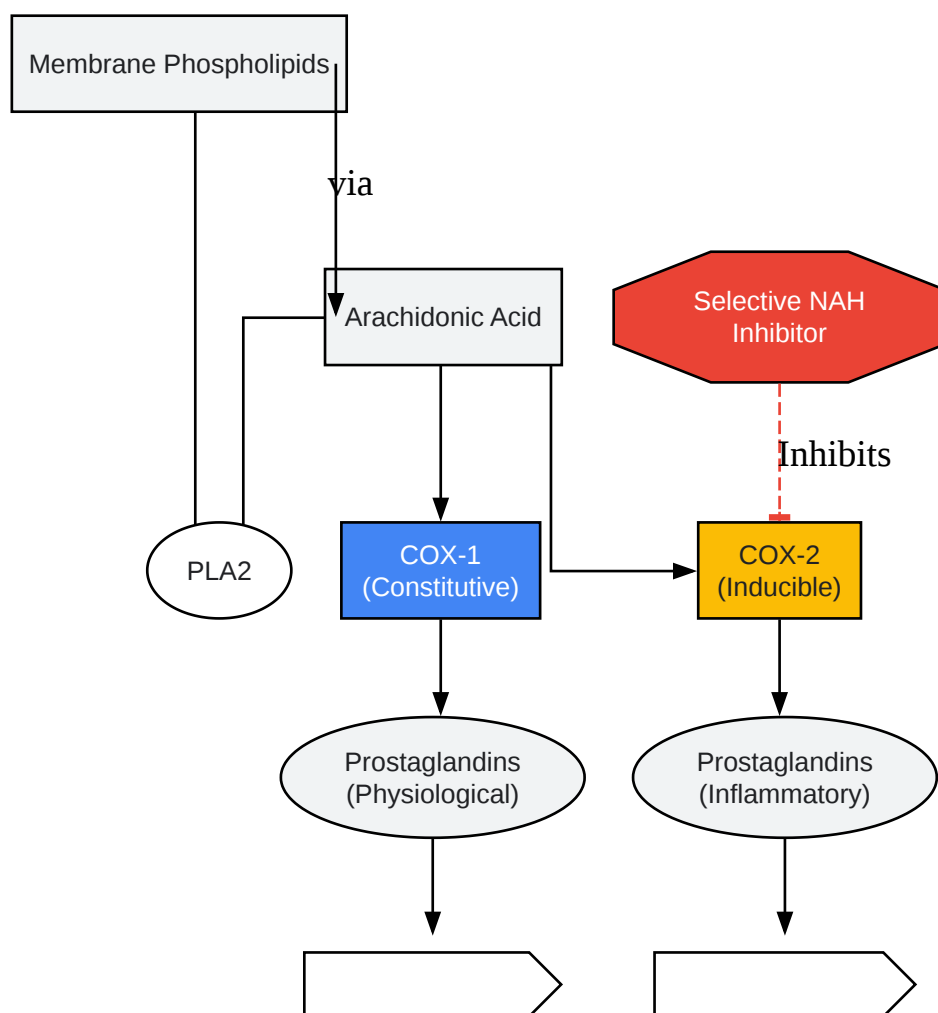 Membrane Phospholipids
via
Arachidonic Acid
Selective NAH
Inhibitor
Inhibits
PLA2
COX-1
(Constitutive)
COX-2
(Inducible)
Prostaglandins
(Physiological)
Prostaglandins
(Inflammatory)